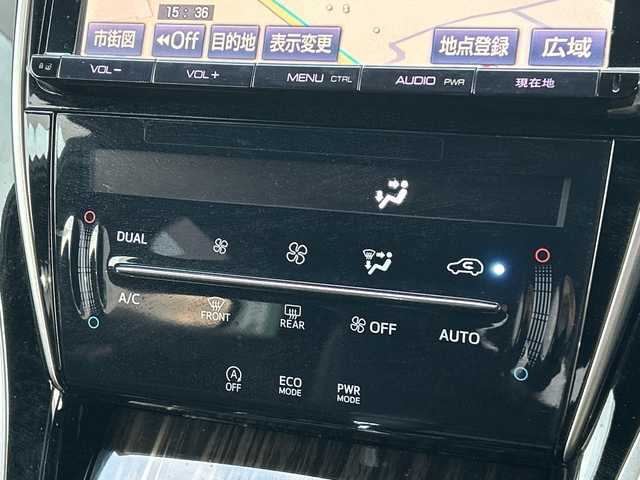 15:36
市街図 Off 目的地 表示変更 地点登録 広域
VOL− VOL+ MENU CTRL AUDIO PWR 現在地
DUAL
A/C FRONT REAR OFF AUTO
OFF ECO MODE PWR MODE